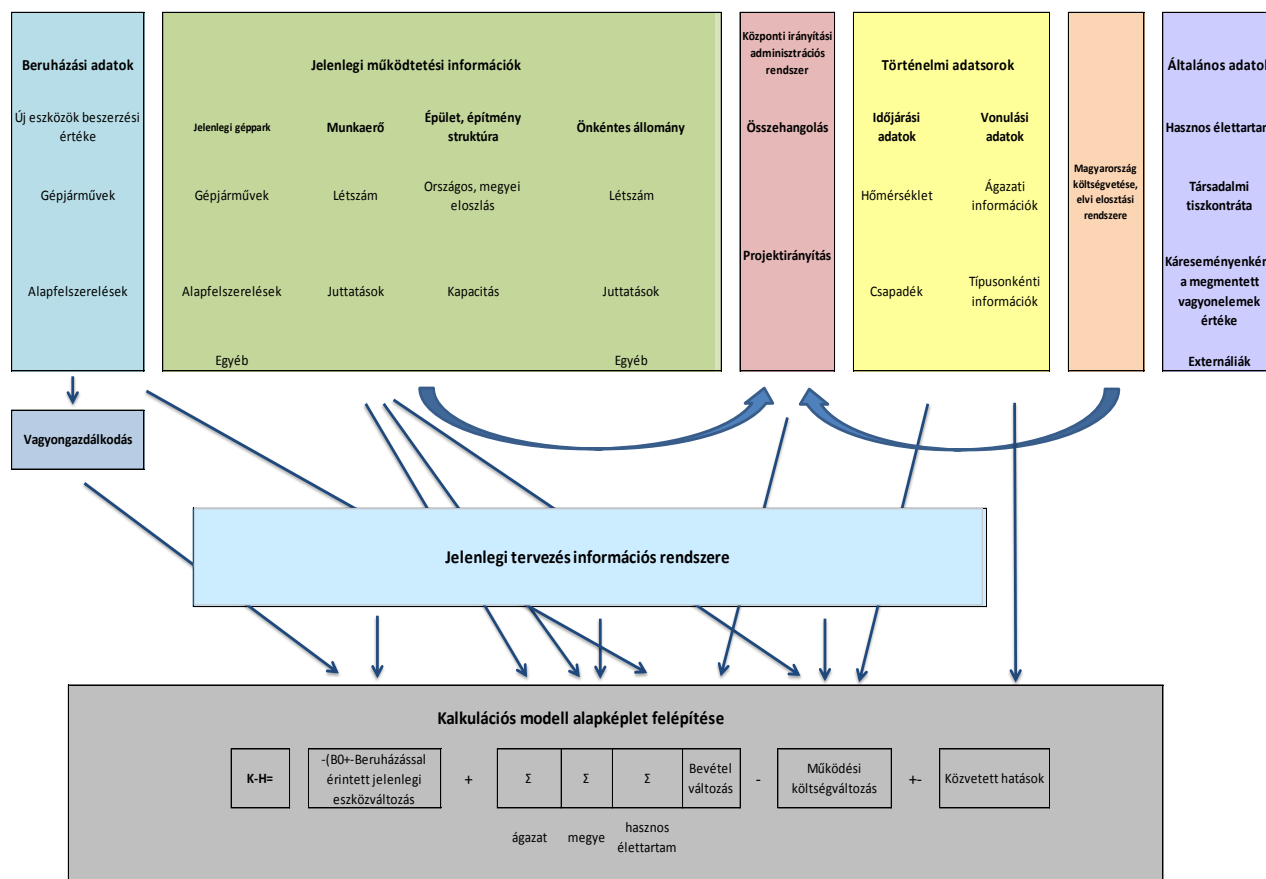 Beruházási adatok
Új eszközök beszerzési
értéke
Gépjárművek
Alapfelszerelések
Jelenlegi működtetési információk
Jelenlegi géppark
Gépjárművek
Alapfelszerelések
Egyéb
Munkaerő
Létszám
Juttatások
Épület, építmény
struktúra
Országos, megyei
eloszlás
Kapacitás
Önkéntes állomány
Létszám
Juttatások
Egyéb
Központi irányítási
adminisztrációs
rendszer
Összehangolás
Projektirányítás
Történelmi adatsorok
Időjárási
adatok
Hőmérséklet
Csapadék
Vonulási
adatok
Ágazati
információk
Típusonkénti
információk
Magyarország
költségvetése,
elvi elosztási
rendszere
Általános adatok
Hasznos élettartam
Társadalmi
tiszkontráta
Káreseményenként
a megmentett
vagyonelemek
értéke
Externáliák
Vagyongazdálkodás
Jelenlegi tervezés információs rendszere
Kalkulációs modell alapképlet felépítése
K-H=
-(B0+-Beruházással
érintett jelenlegi
eszközváltozás
+
Σ
Σ
Σ
Bevétel
változás
-
Működési
költségváltozás
+-
Közvetett hatások
ágazat
megye
hasznos
élettartam